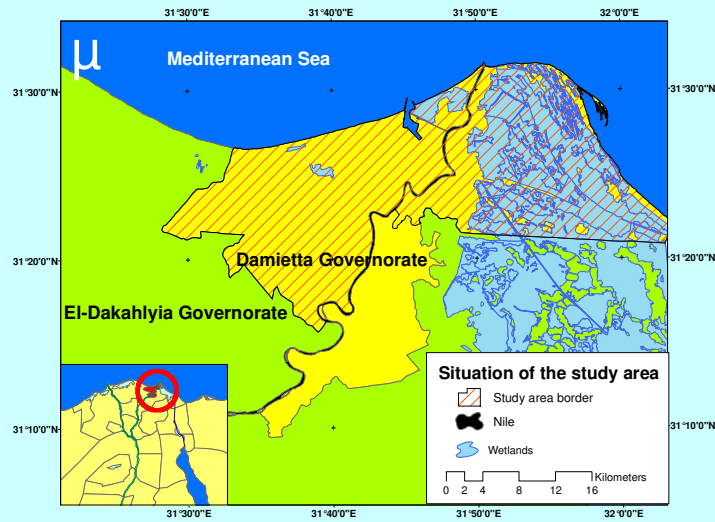 31°30'0"E 31°40'0"E 31°50'0"E 32°0'0"E
µ
Mediterranean Sea
31°30'0"N 31°30'0"N
31°20'0"N 31°20'0"N
Damietta Governorate
El-Dakahlyia Governorate
31°10'0"N 31°10'0"N
Situation of the study area
Study area border
Nile
Wetlands
Kilometers
0 2 4 8 12 16
31°30'0"E 31°40'0"E 31°50'0"E 32°0'0"E